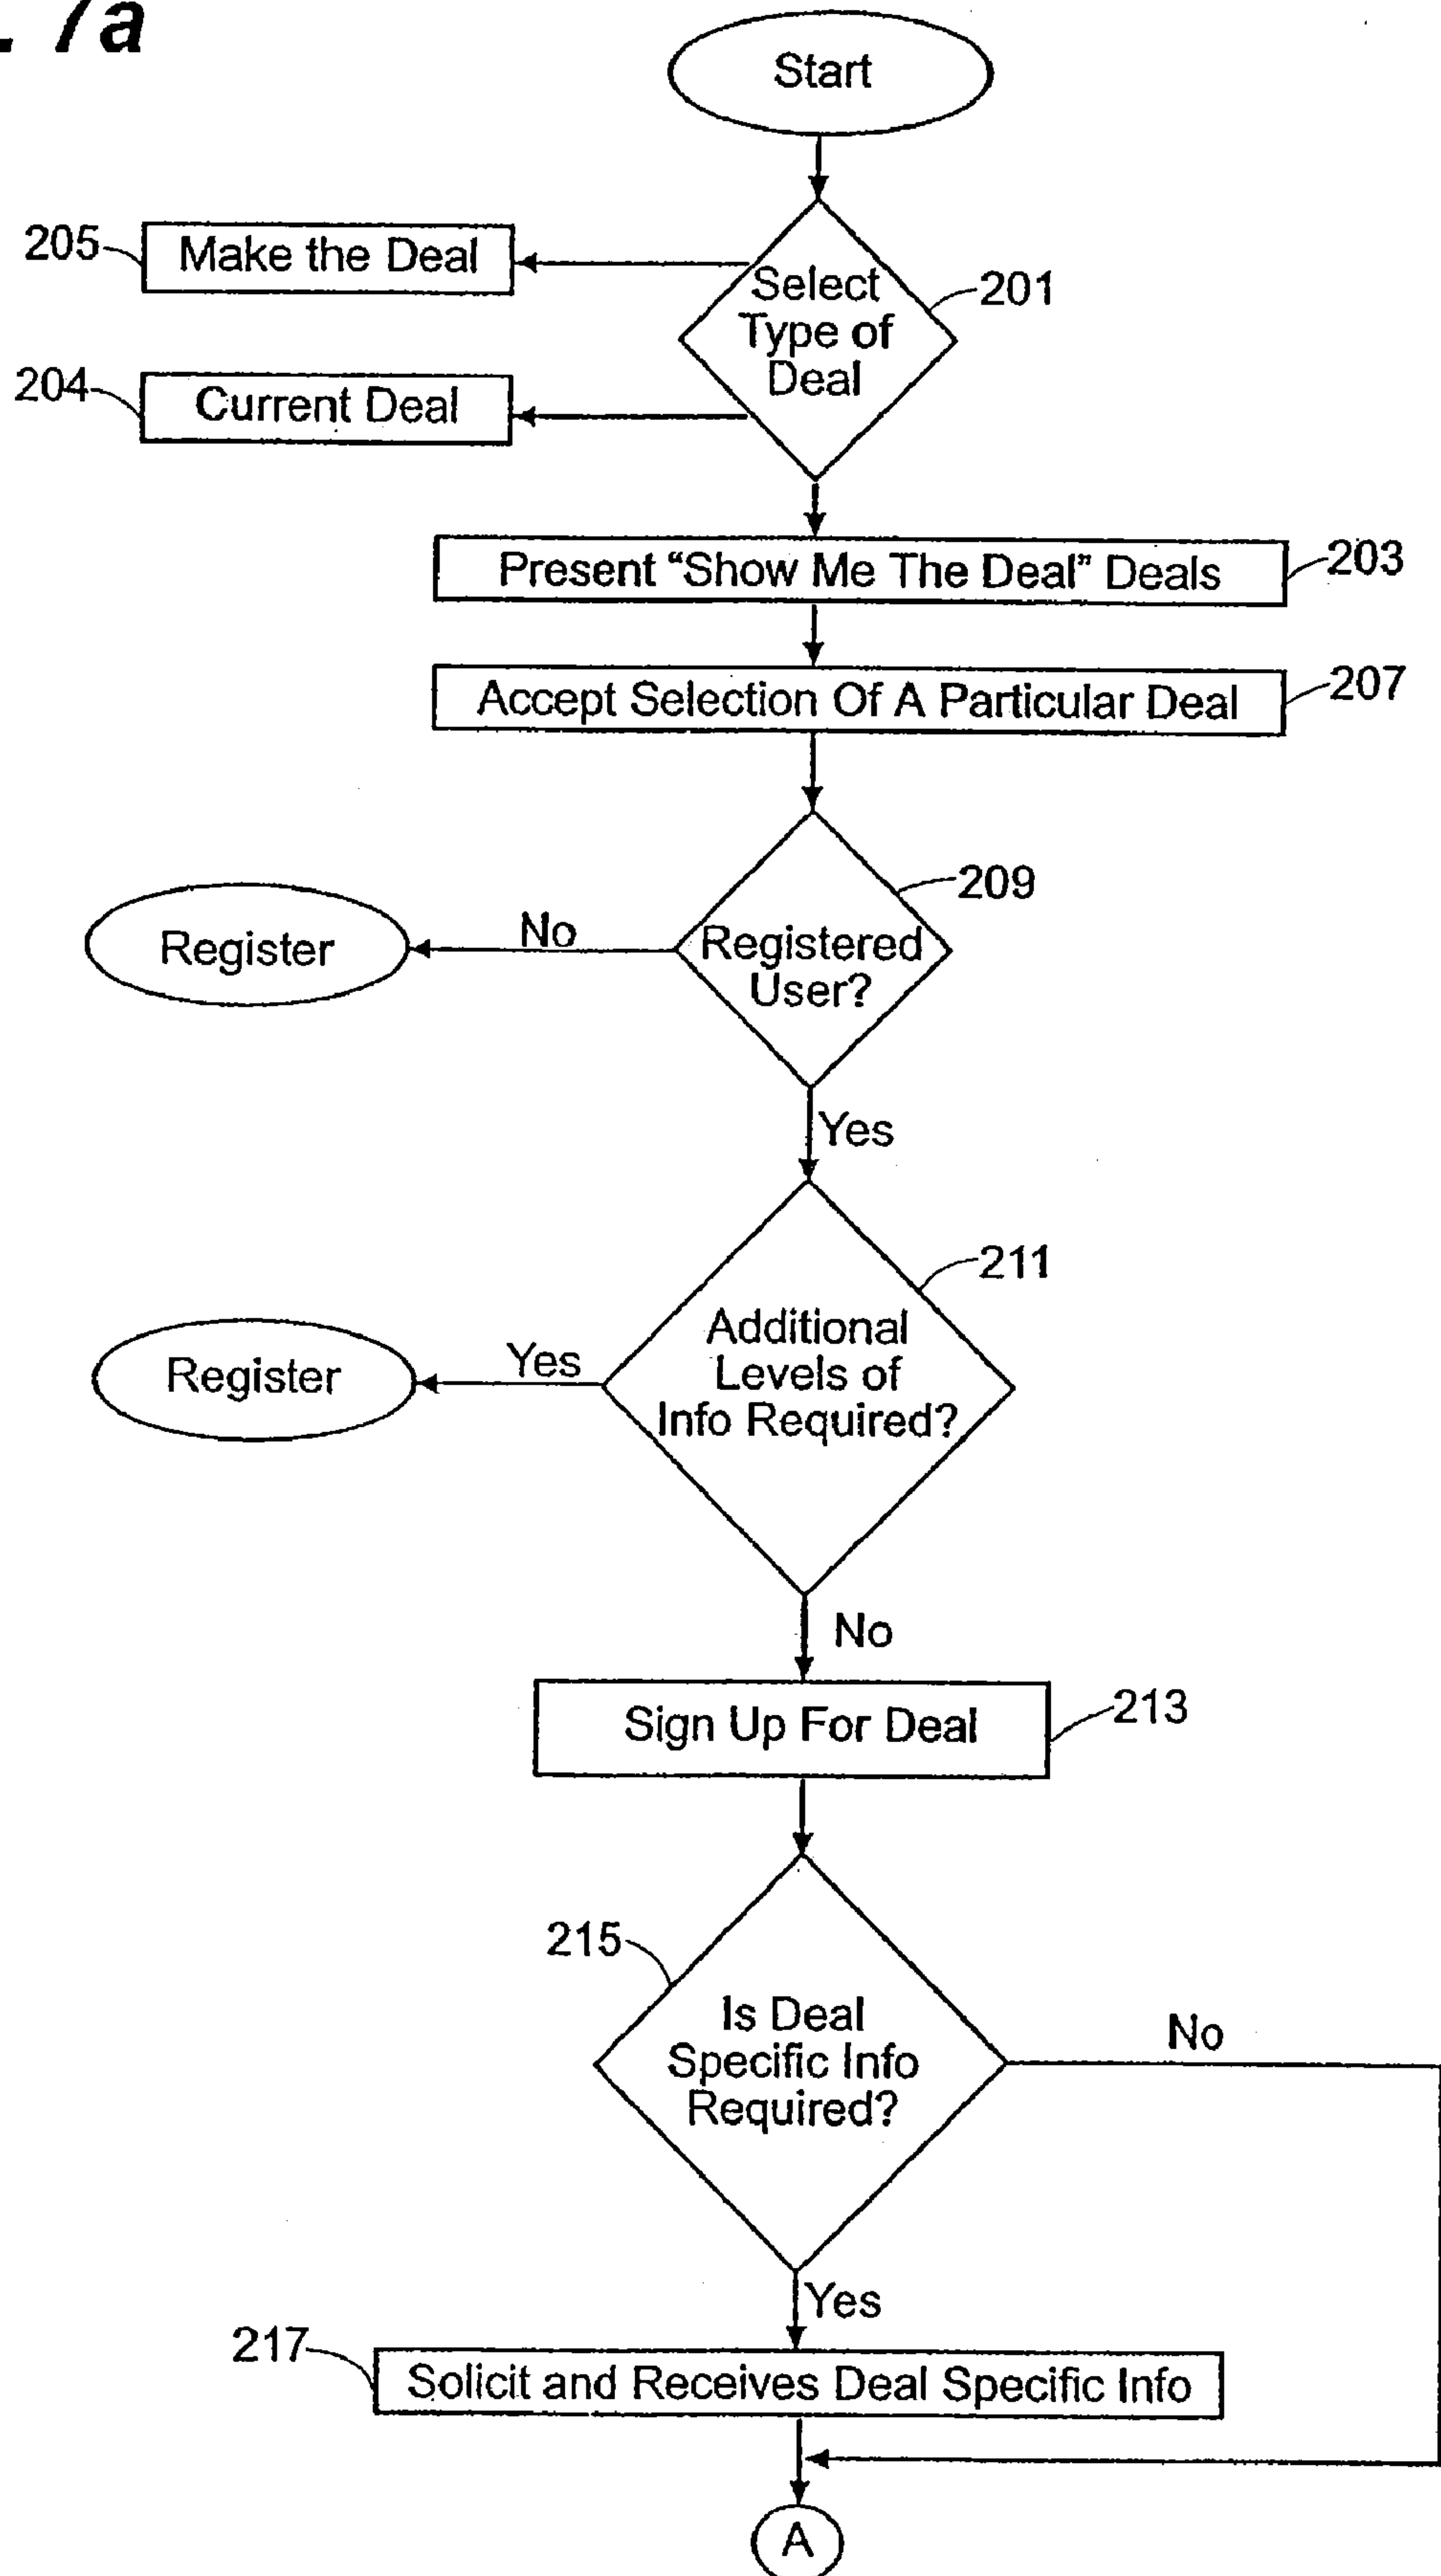 . 7a
Start
205
Make the Deal
Select
Type of
Deal
201
204
Current Deal
Present “Show Me The Deal” Deals
203
Accept Selection Of A Particular Deal
207
209
Register
No
Registered
User?
Yes
211
Register
Yes
Additional
Levels of
Info Required?
No
Sign Up For Deal
213
215
Is Deal
Specific Info
Required?
No
Yes
217
Solicit and Receives Deal Specific Info
A